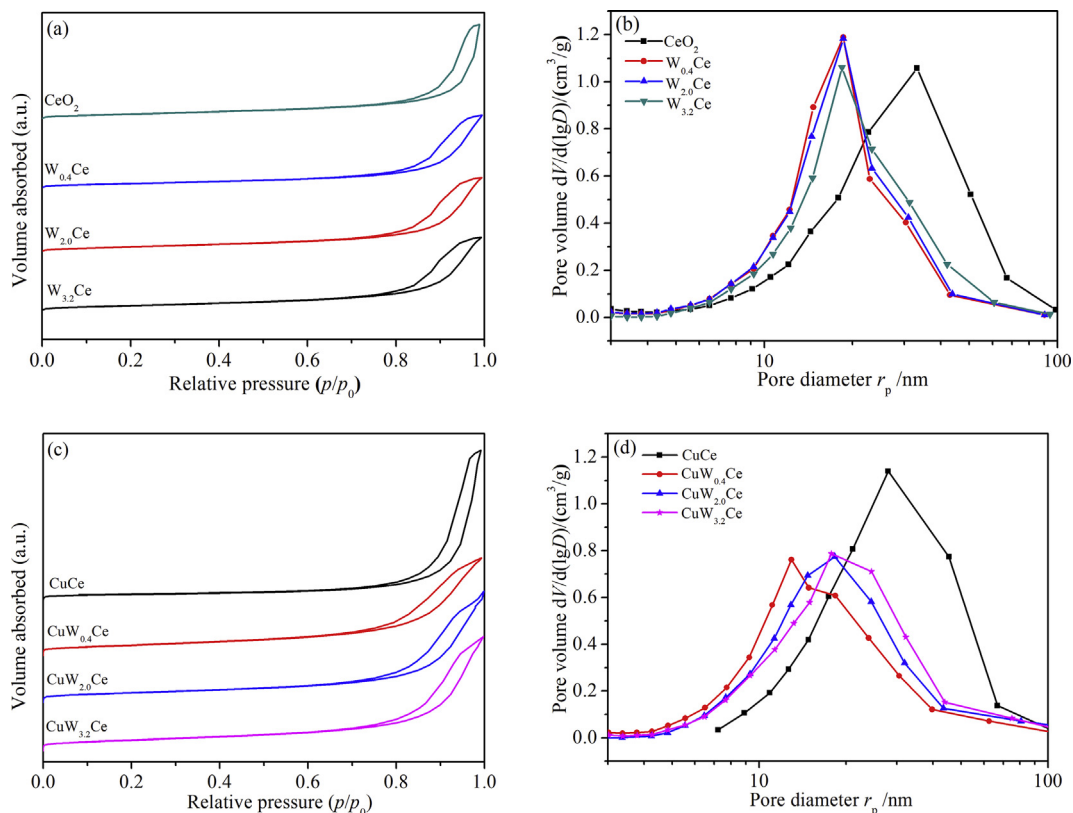 (a)
CeO2
W0.4Ce
W2.0Ce
W3.2Ce
Volume absorbed (a.u.)
0.0 0.2 0.4 0.6 0.8 1.0
Relative pressure (p/p0)
(b)
CeO2
W0.4Ce
W2.0Ce
W3.2Ce
Pore volume dV/d(lgD)/(cm3/g)
1.2
1.0
0.8
0.6
0.4
0.2
0.0
10 100
Pore diameter rp /nm
(c)
CuCe
CuW0.4Ce
CuW2.0Ce
CuW3.2Ce
Volume absorbed (a.u.)
0.0 0.2 0.4 0.6 0.8 1.0
Relative pressure (p/p0)
(d)
CuCe
CuW0.4Ce
CuW2.0Ce
CuW3.2Ce
Pore volume dV/d(lgD)/(cm3/g)
1.2
1.0
0.8
0.6
0.4
0.2
0.0
10 100
Pore diameter rp /nm